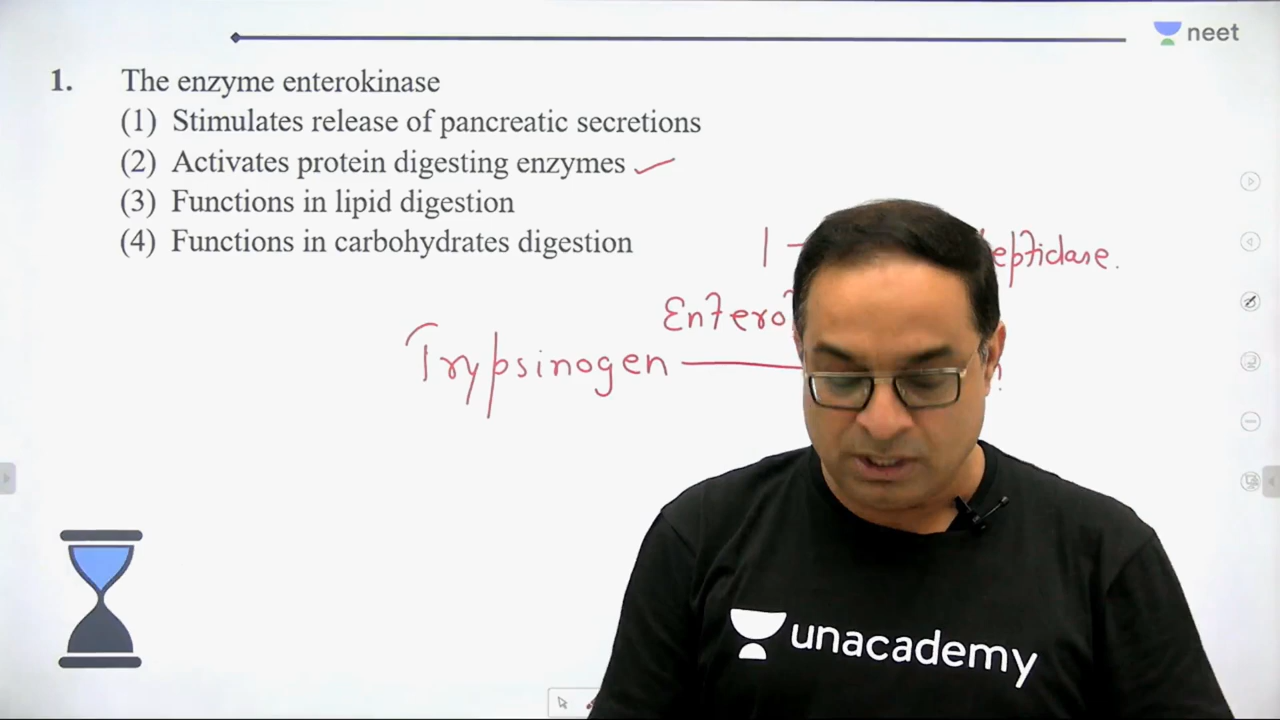 neet
1. The enzyme enterokinase
(1) Stimulates release of pancreatic secretions
(2) Activates protein digesting enzymes
(3) Functions in lipid digestion
(4) Functions in carbohydrates digestion
eptidase.
Entero
Trypsinogen
unacademy